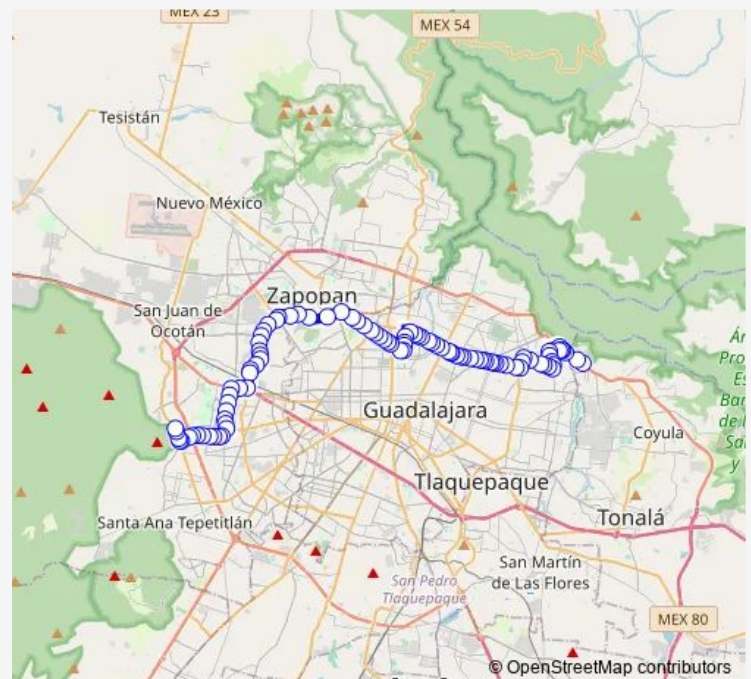 MEX 23
MEX 54
Tesistán
Nuevo México
San Juan de
Ocotán
Zapopan
Guadalajara
Coyula
Tlaquepaque
Tonalá
Santa Ana Tepetitlán
San Martín
de Las Flores
San Pedro
Tlaquepaque
MEX 80
© OpenStreetMap contributors